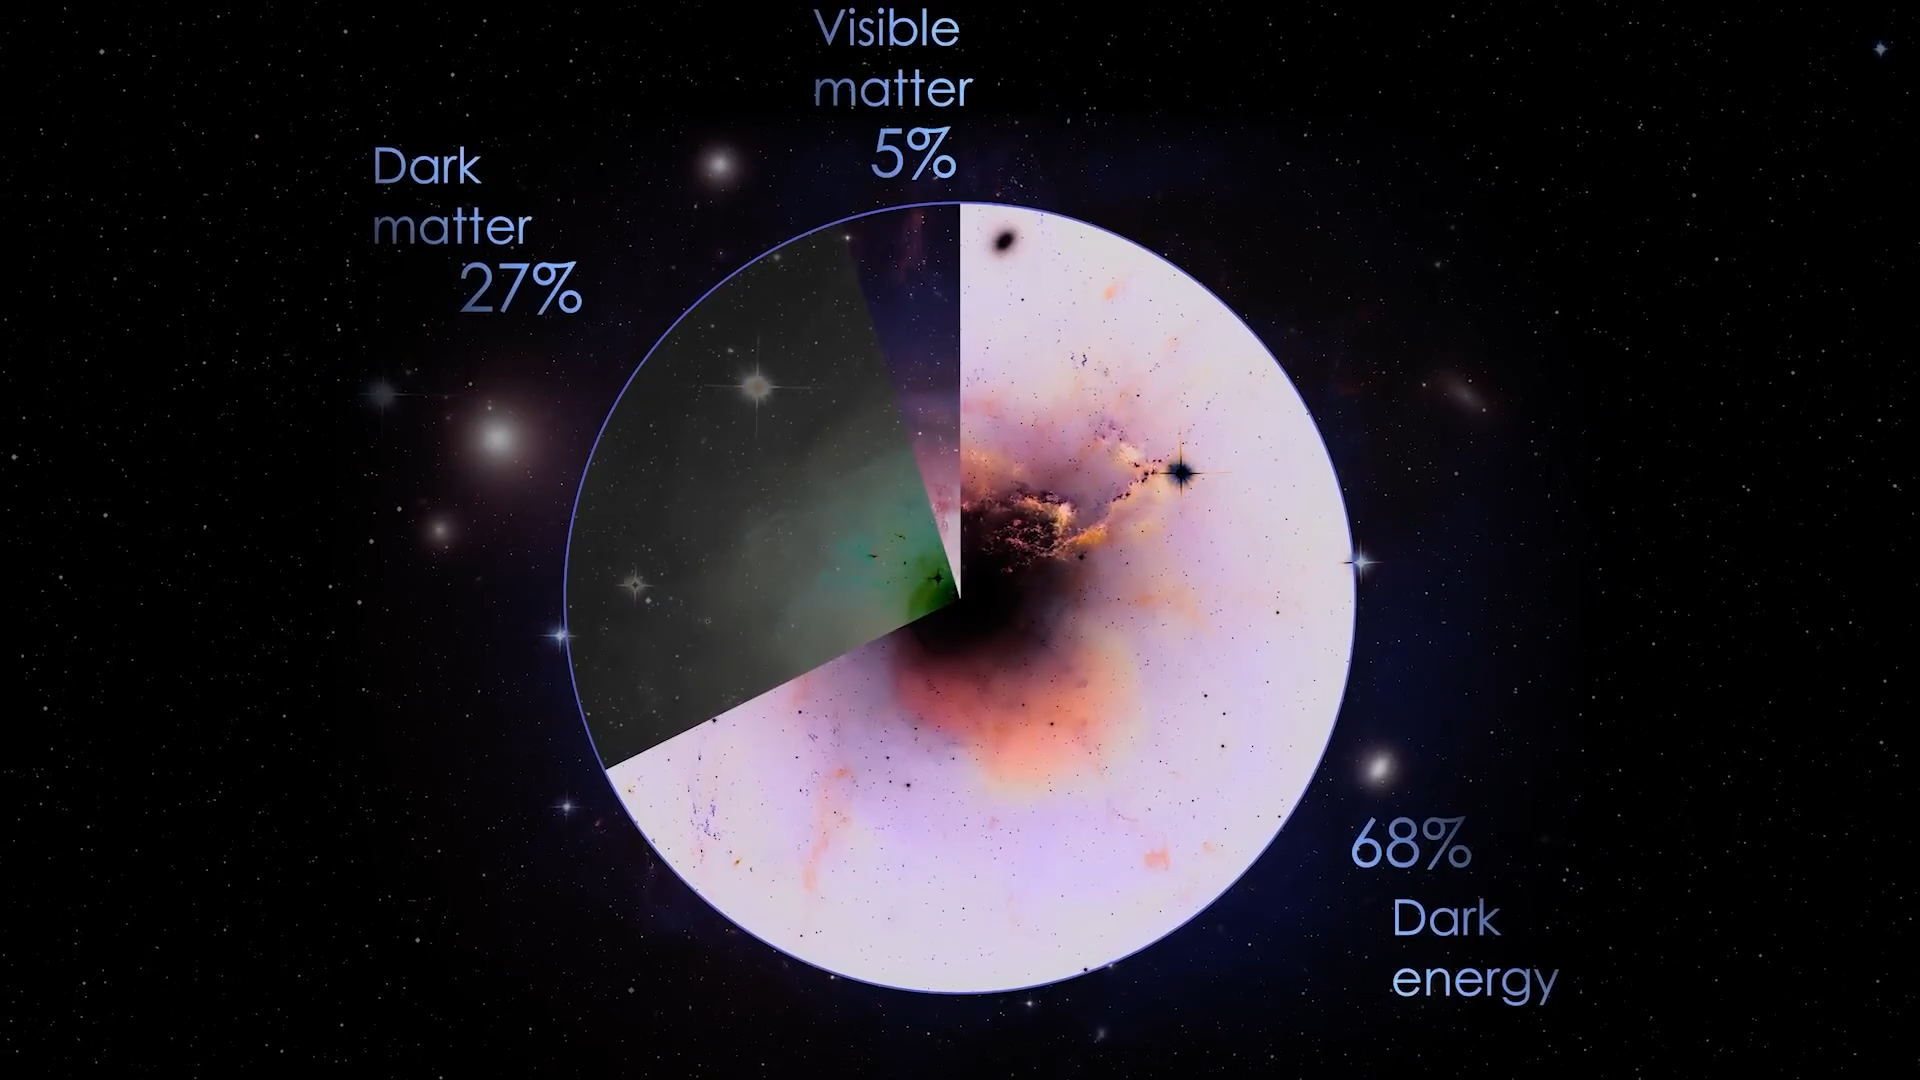 Visible
matter
5%
Dark
matter
27%
68%
Dark
energy